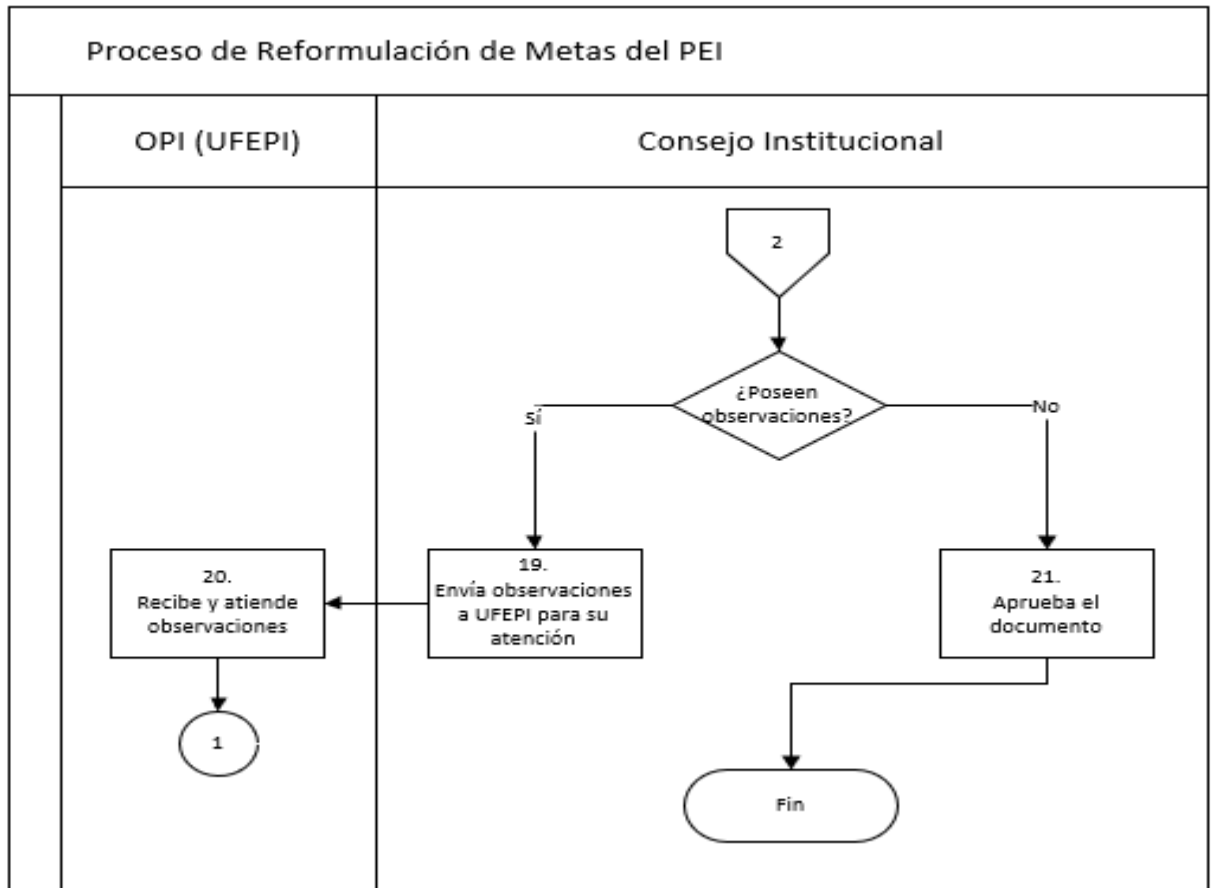 Proceso de Reformulación de Metas del PEI
OPI (UFEPI)
Consejo Institucional
2
¿Poseen
observaciones?
Sí
No
20.
Recibe y atiende
observaciones
19.
Envía observaciones
a UFEPI para su
atención
21.
Aprueba el
documento
1
Fin